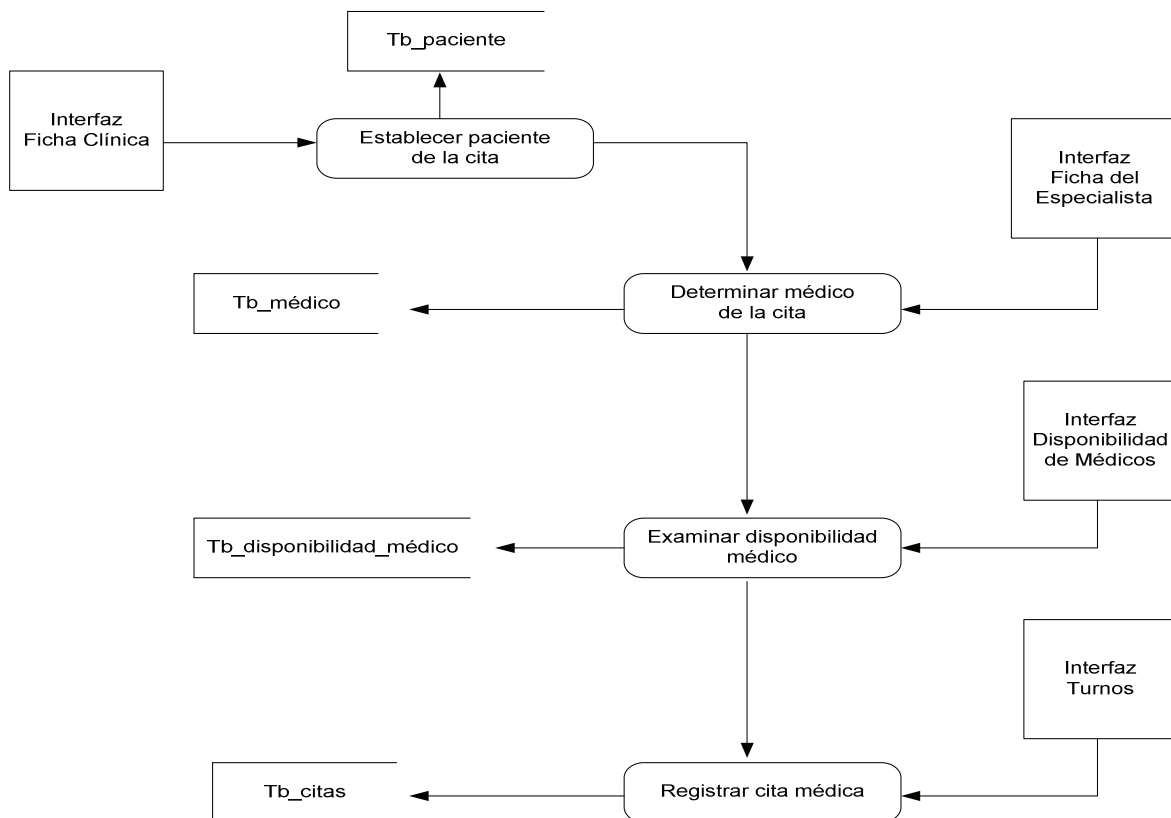 Tb_paciente
Interfaz
Ficha Clínica
Establecer paciente
de la cita
Interfaz
Ficha del
Especialista
Tb_médico
Determinar médico
de la cita
Interfaz
Disponibilidad
de Médicos
Tb_disponibilidad_médico
Examinar disponibilidad
médico
Interfaz
Turnos
Tb_citas
Registrar cita médica